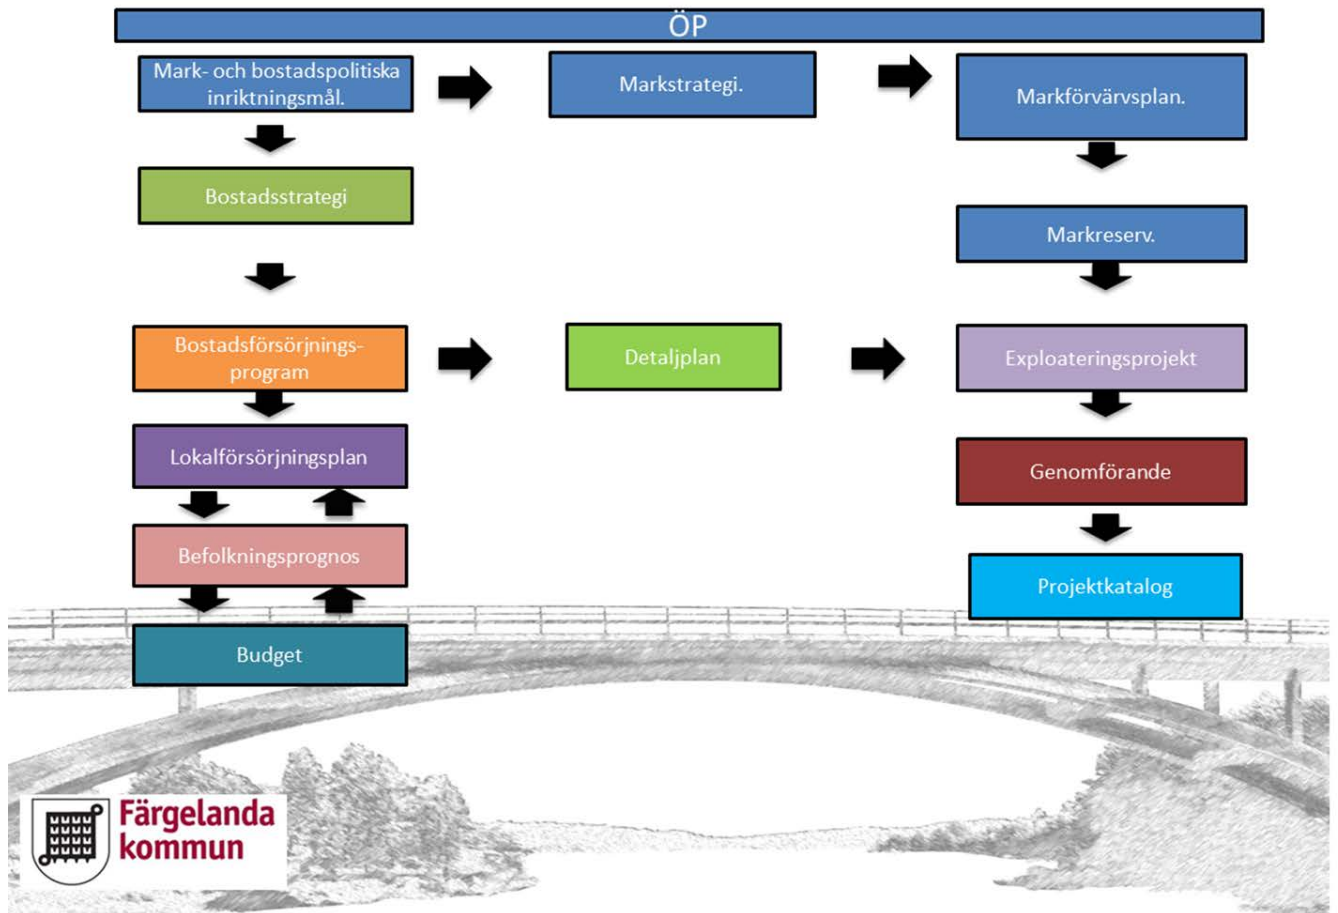 ÖP
Mark- och bostadspolitiska
inriktningsmål.
Markstrategi.
Markförvärvsplan.
Bostadsstrategi
Markreserv.
Bostadsförsörjnings-
program
Detaljplan
Exploateringsprojekt
Lokalförsörjningsplan
Genomförande
Befolkningsprognos
Projektkatalog
Budget
Färgelanda
kommun